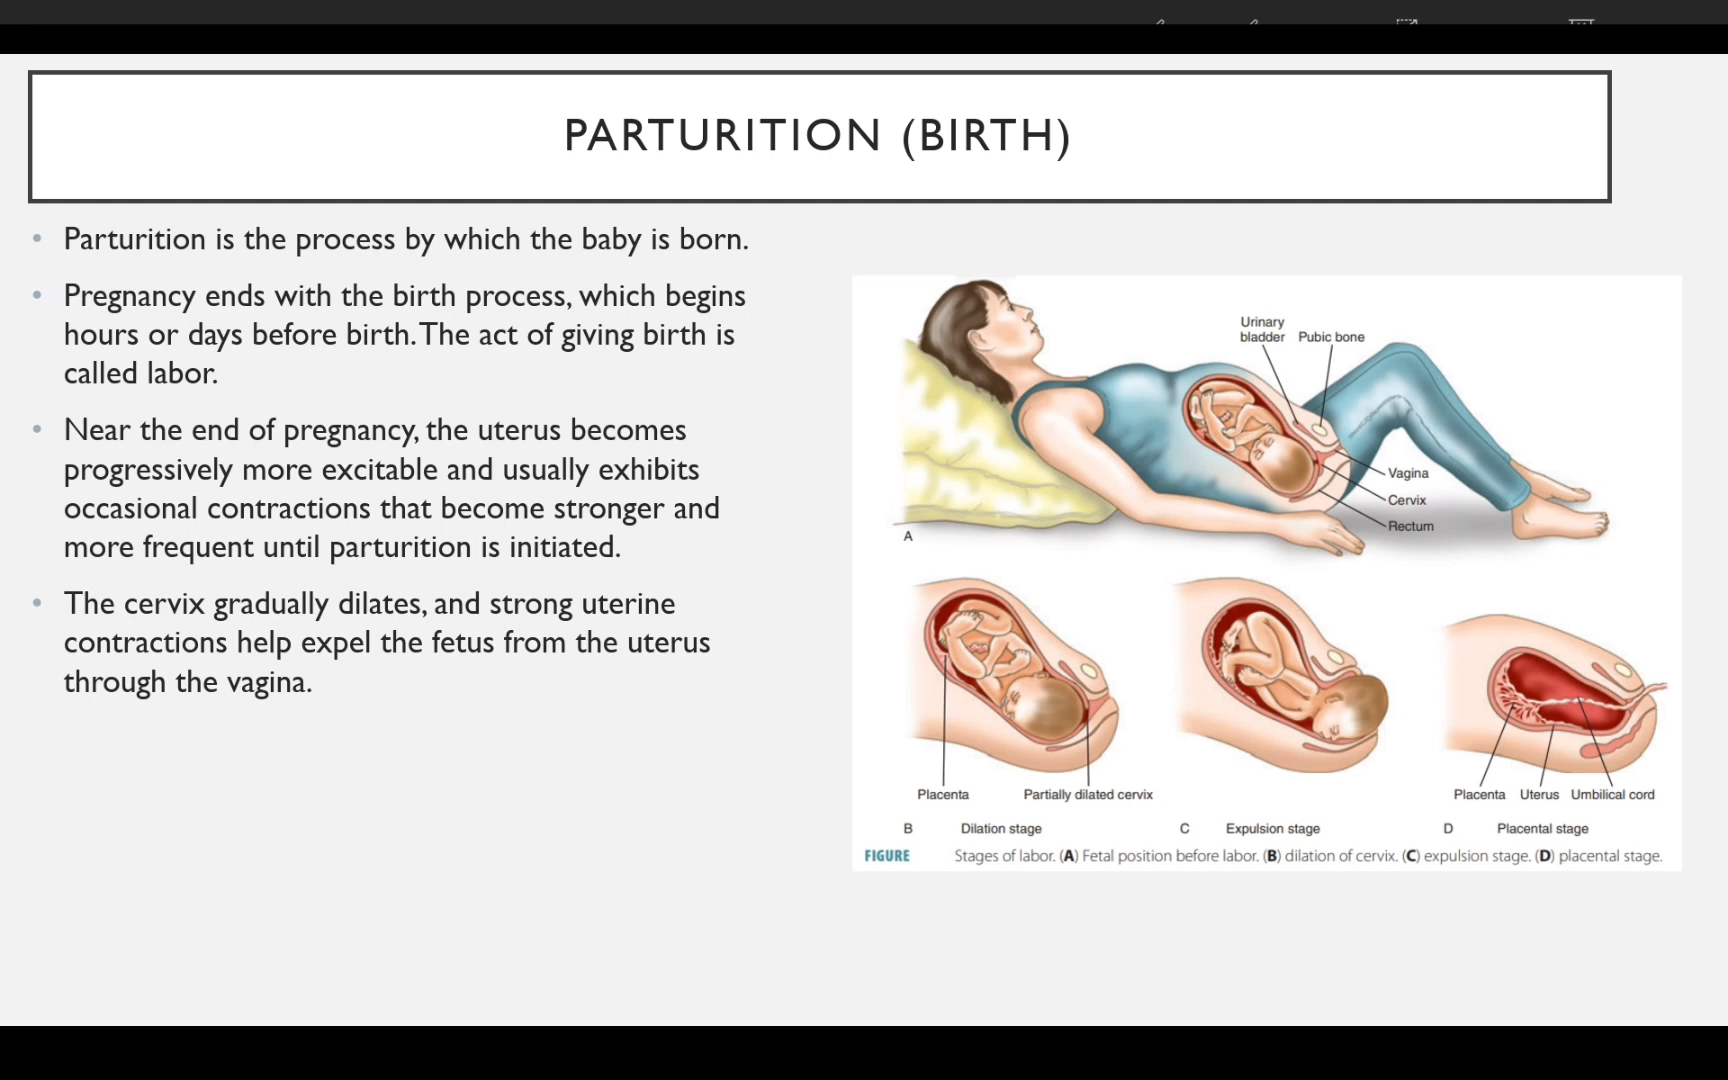 PARTURITION (BIRTH)
• Parturition is the process by which the baby is born.
• Pregnancy ends with the birth process, which begins
hours or days before birth. The act of giving birth is
called labor.
• Near the end of pregnancy, the uterus becomes
progressively more excitable and usually exhibits
occasional contractions that become stronger and
more frequent until parturition is initiated.
• The cervix gradually dilates, and strong uterine
contractions help expel the fetus from the uterus
through the vagina.
Urinary
bladder
Pubic bone
Vagina
Cervix
Rectum
A
Placenta
Partially dilated cervix
Placenta
Uterus
Umbilical cord
B Dilation stage
C Expulsion stage
D Placental stage
FIGURE Stages of labor. (A) Fetal position before labor. (B) dilation of cervix. (C) expulsion stage. (D) placental stage.